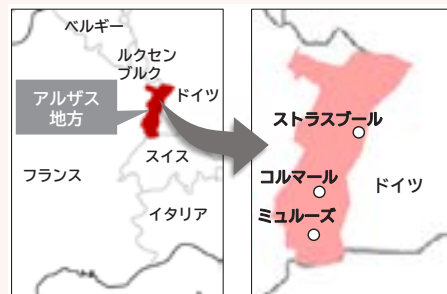 ベルギー
ルクセン
ブルク
ドイツ
アルザス
地方
スイス
フランス
イタリア
ストラスブール
コルマール
ドイツ
ミュルーズ